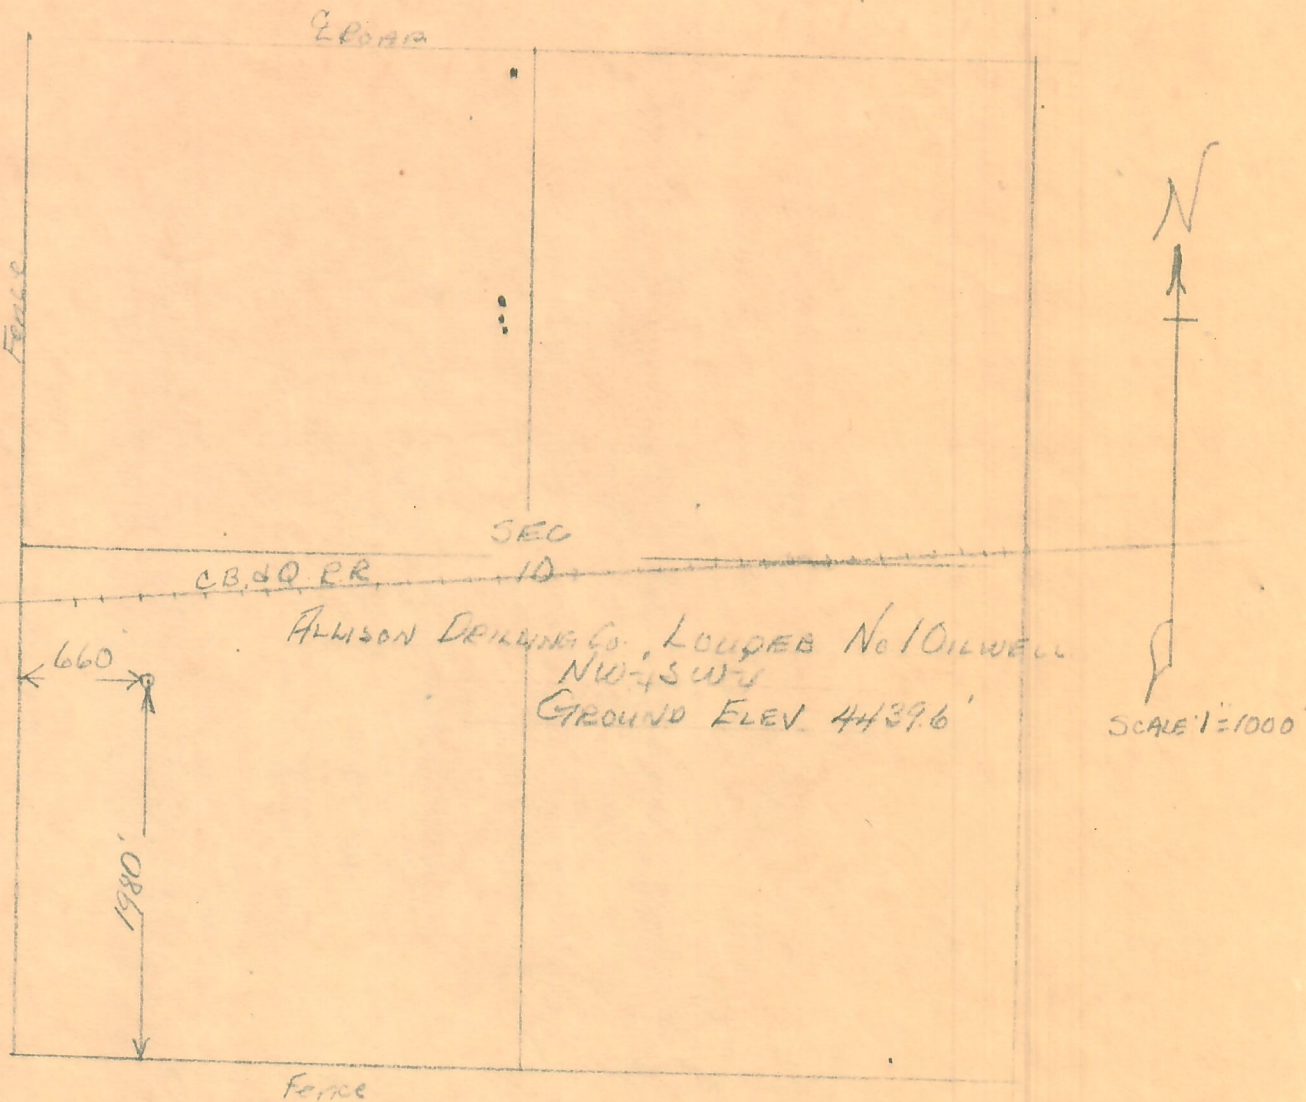 ℄ ROAD
N
Fence
SEC
10
C.B. & Q. R.R.
ALLISON DRILLING Co., No 1 OILWELL
NW¼ SW¼
GROUND ELEV. 4439.6'
660
SCALE 1"=1000'
1980'
Fence